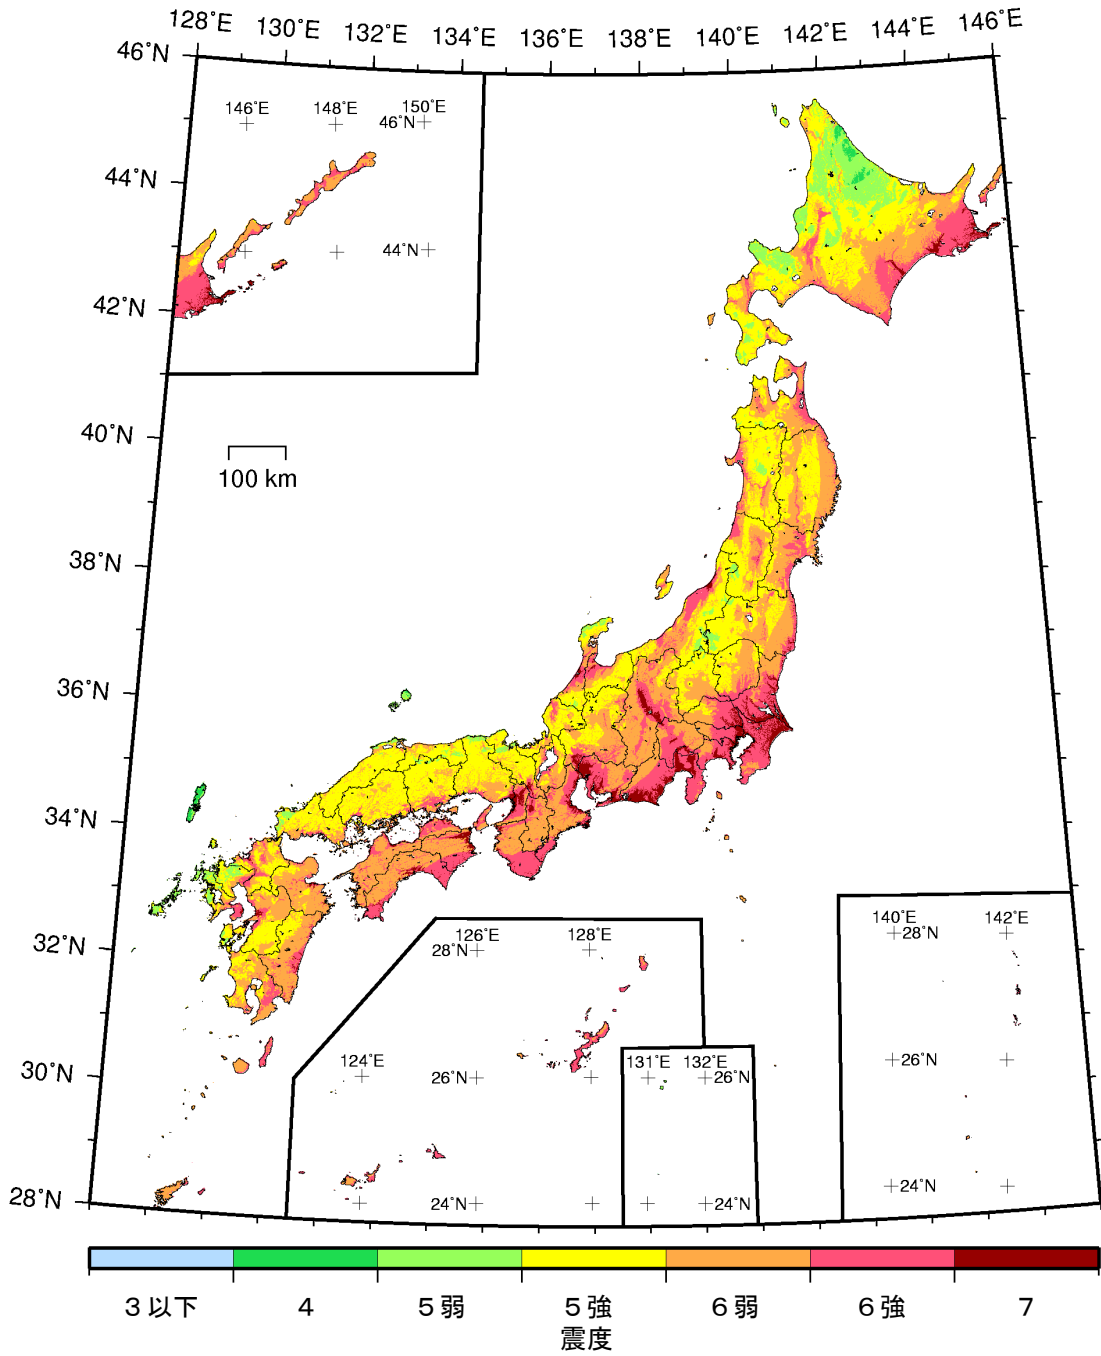 128°E 130°E 132°E 134°E 136°E 138°E 140°E 142°E 144°E 146°E
46°N
146°E 148°E 150°E
46°N
44°N
44°N
42°N
40°N
100 km
38°N
36°N
34°N
32°N
126°E 128°E
28°N
140°E 142°E
28°N
30°N
124°E
26°N
131°E 132°E
26°N
26°N
28°N
24°N
24°N
24°N
３以下 ４ ５弱 ５強 ６弱 ６強 ７
震度